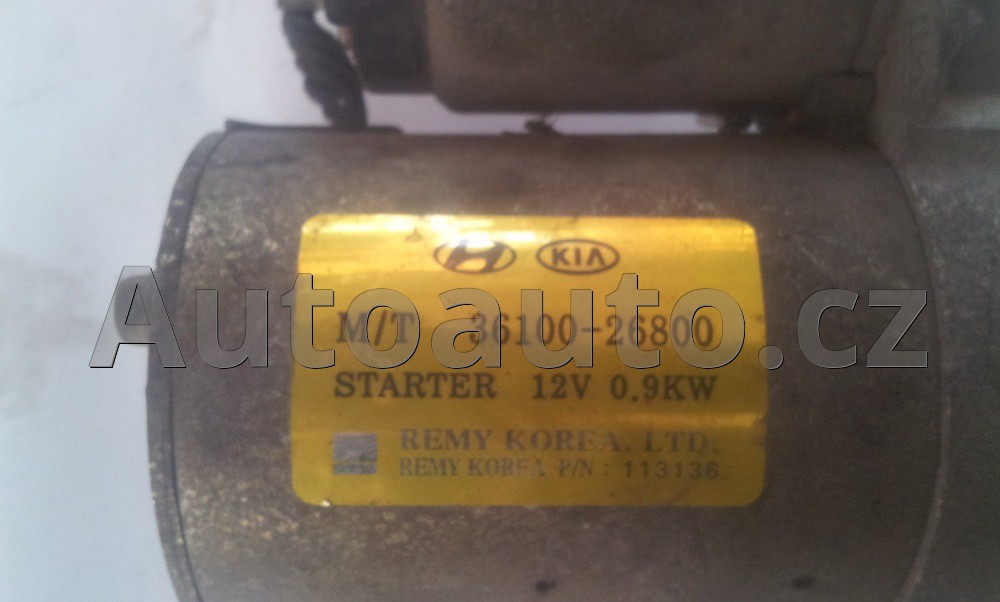 KIA
M/T 36100-26800
Autoauto.cz
STARTER 12V 0.9KW
REMY KOREA. LTD.
REMY KOREA P/N : 113136